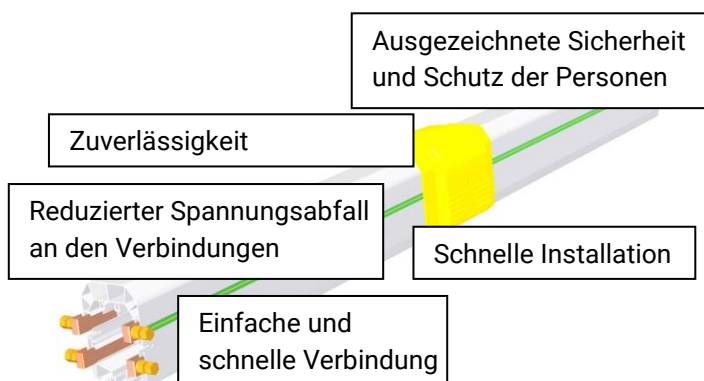 Ausgezeichnete Sicherheit
und Schutz der Personen
Zuverlässigkeit
Reduzierter Spannungsabfall
an den Verbindungen
Schnelle Installation
Einfache und
schnelle Verbindung